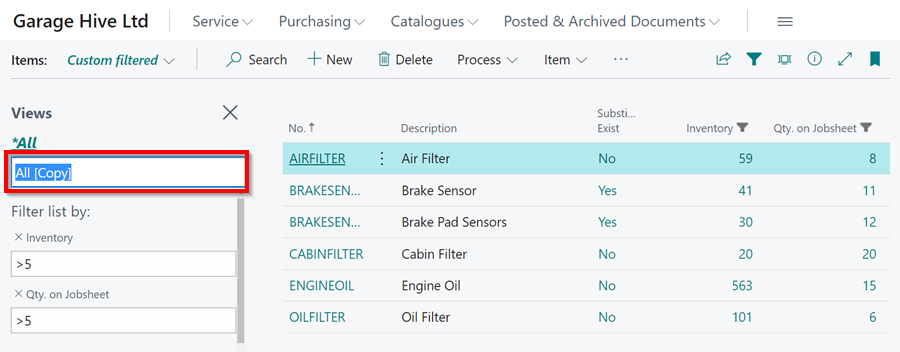 Garage Hive Ltd Service Purchasing Catalogues Posted & Archived Documents
Items: Custom filtered Search + New Delete Process Item ...
Views
*All
All [Copy]
Filter list by:
× Inventory
>5
× Qty. on Jobsheet
>5
No. ↑ Description Substi... Exist Inventory Qty. on Jobsheet
AIRFILTER Air Filter No 59 8
BRAKESEN... Brake Sensor Yes 41 11
BRAKESEN... Brake Pad Sensors Yes 30 12
CABINFILTER Cabin Filter No 20 20
ENGINEOIL Engine Oil No 563 15
OILFILTER Oil Filter No 101 6